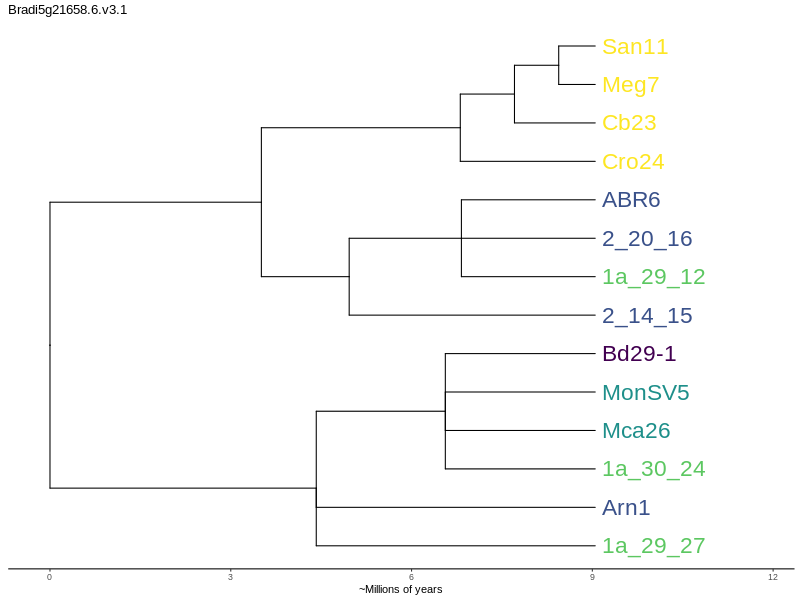 Bradi5g21658.6.v3.1
San11
Meg7
Cb23
Cro24
ABR6
2_20_16
1a_29_12
2_14_15
Bd29-1
MonSV5
Mca26
1a_30_24
Arn1
1a_29_27
0 3 6 9 12
~Millions of years